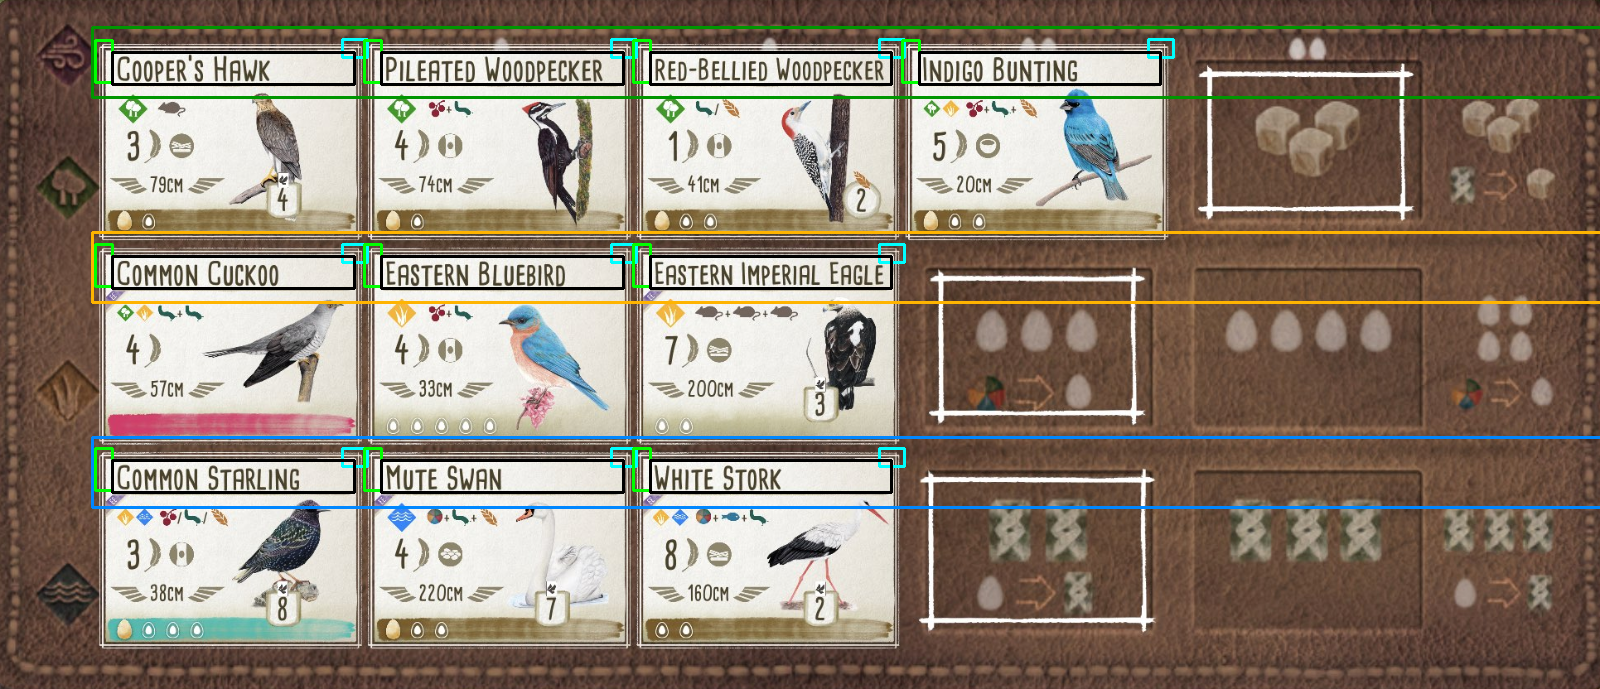 COOPER'S HAWK
PILEATED WOODPECKER
RED-BELLIED WOODPECKER
INDIGO BUNTING
3
4
1
5
79CM
4
74CM
41CM
2
20CM
COMMON CUCKOO
EASTERN BLUEBIRD
EASTERN IMPERIAL EAGLE
+
+
+ +
4
4
7
57CM
33CM
200CM
3
COMMON STARLING
MUTE SWAN
WHITE STORK
3
4
8
38CM
8
220CM
7
160CM
2